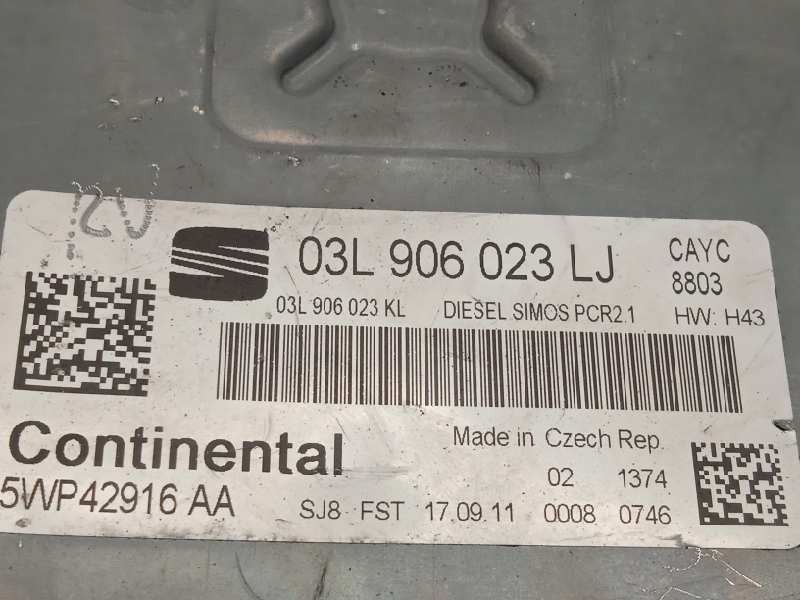 03L 906 023 LJ CAYC
8803
03L 906 023 KL DIESEL SIMOS PCR2.1 HW: H43
Continental Made in Czech Rep.
02 1374
5WP42916 AA SJ8 FST 17.09.11 0008 0746